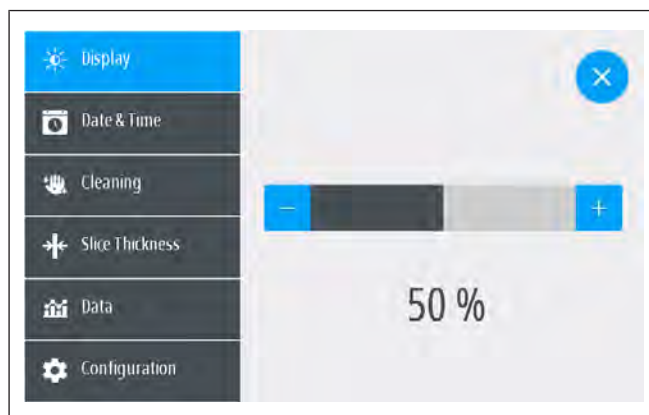 Display
Date & Time
Cleaning
Slice Thickness
Data
Configuration
50 %